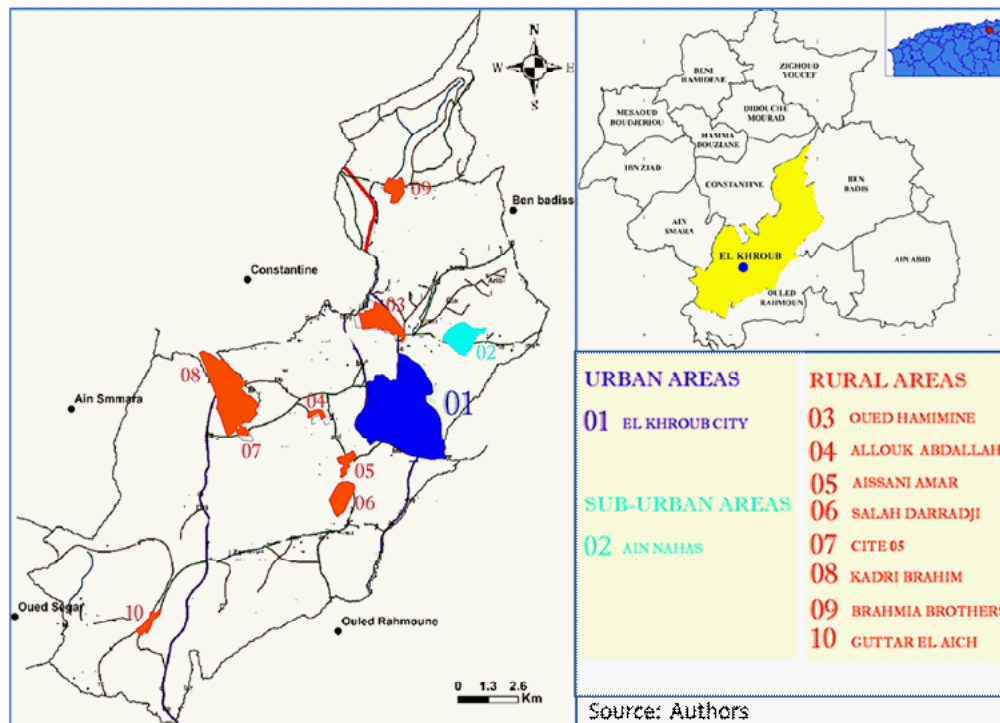 N
W E
S
09
Ben badiss
Constantine
03
02
08
04
01
Ain Smmara
07
05
06
10
Oued Segar
Ouled Rahmoune
0 1.3 2.6
Km
BENI
HAMIDENE
ZIGHOUD
YOUCEF
MESAOUD
BOUDJERIOU
DIDOUCHE
MOURAD
HAMMA
BOUZIANE
IBN ZIAD
CONSTANTINE
BEN
BADIS
AIN
SMARA
EL KHROUB
AIN ABID
OULED
RAHMOUN
URBAN AREAS
01 EL KHROUB CITY
SUB-URBAN AREAS
02 AIN NAHAS
RURAL AREAS
03 OUED HAMIMINE
04 ALLOUK ABDALLAH
05 AISSANI AMAR
06 SALAH DARRADJI
07 CITE 05
08 KADRI BRAHIM
09 BRAHMIA BROTHERS
10 GUTTAR EL AICH
Source: Authors